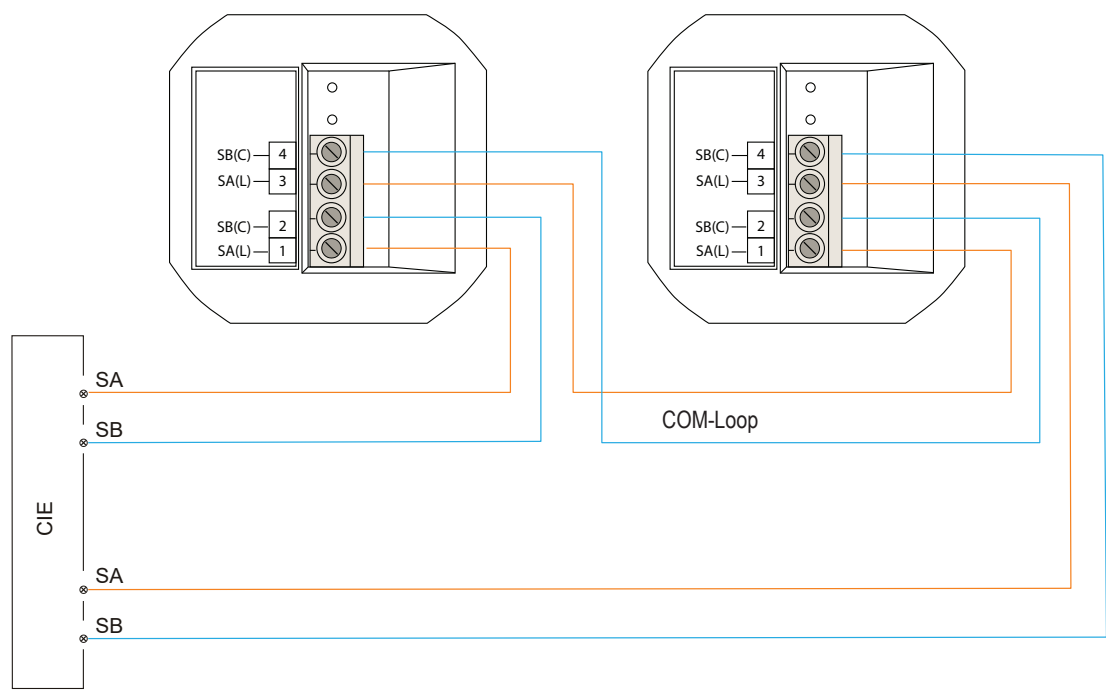 SB(C) 4
SA(L) 3
SB(C) 2
SA(L) 1
SB(C) 4
SA(L) 3
SB(C) 2
SA(L) 1
SA
SB
COM-Loop
CIE
SA
SB